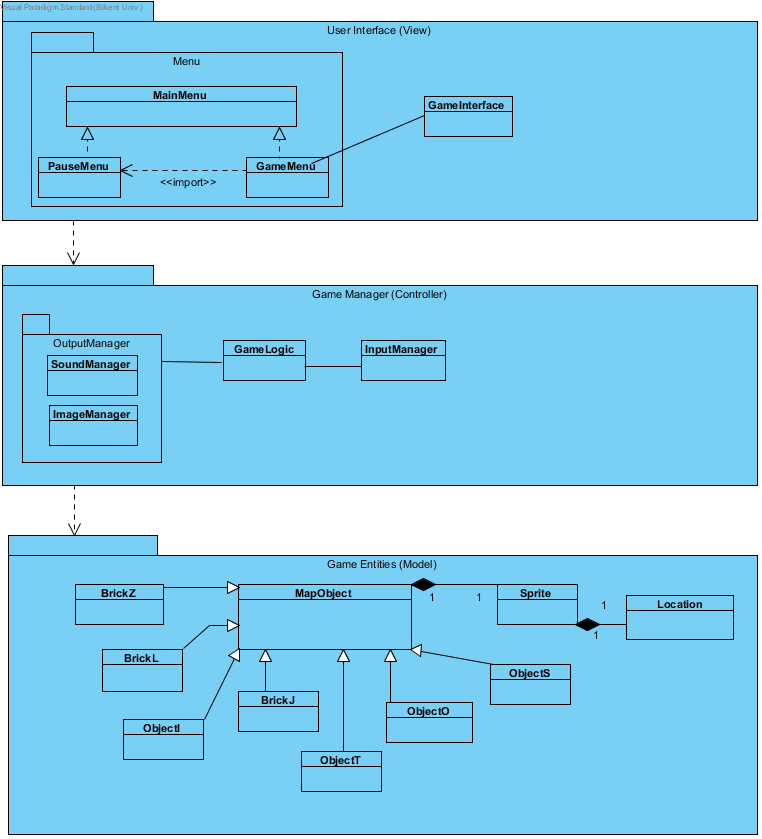 Visual Paradigm Standard(Bilkent Univ.)
User Interface (View)
Menu
MainMenu
GameInterface
PauseMenu
GameMenu
<<import>>
Game Manager (Controller)
OutputManager
SoundManager
GameLogic
InputManager
ImageManager
Game Entities (Model)
BrickZ
MapObject
1
1
Sprite
1
Location
1
BrickL
ObjectS
BrickJ
ObjectO
ObjectI
ObjectT